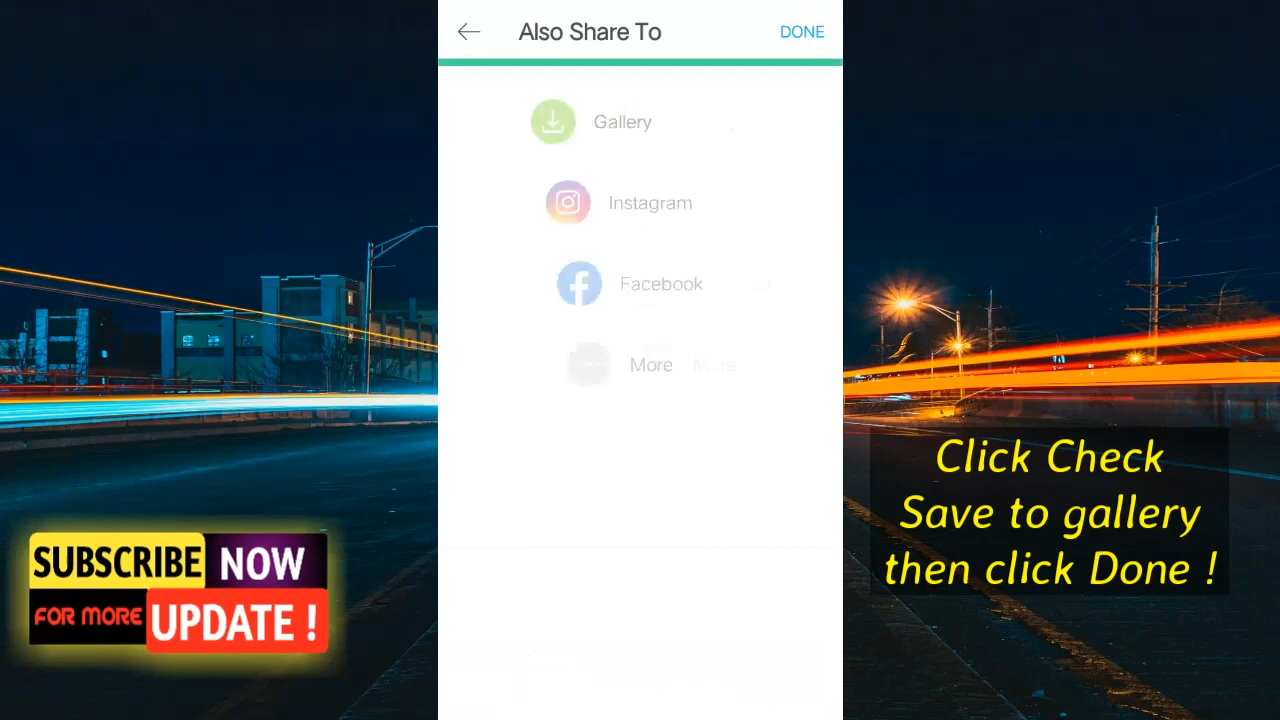 Also Share To
DONE
Gallery
Instagram
Facebook
More More
Click Check
Save to gallery
then click Done !
SUBSCRIBE NOW
FOR MORE UPDATE !